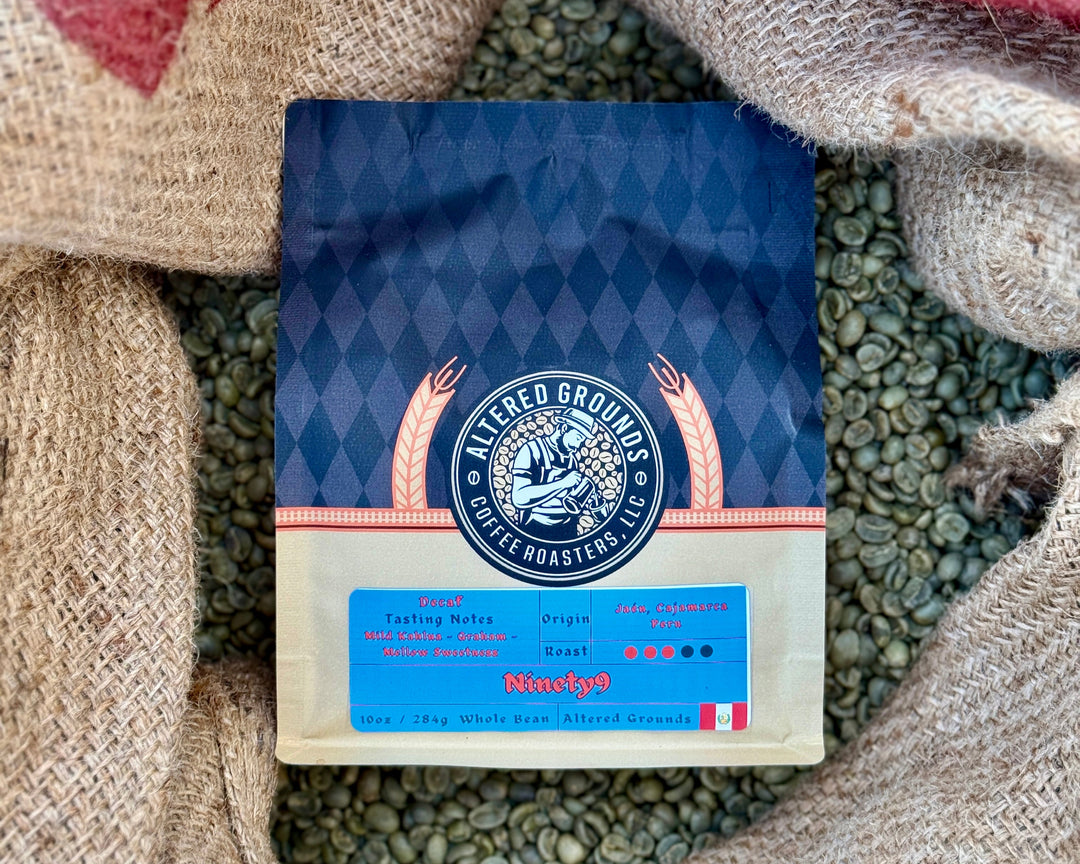 ALTERED GROUNDS
COFFEE ROASTERS, LLC
Decaf
Tasting Notes
Mild Kahlua - Graham -
Mellow Sweetness
Origin
Jaén, Cajamarca
Peru
Roast
Ninety9
10oz / 284g Whole Bean
Altered Grounds